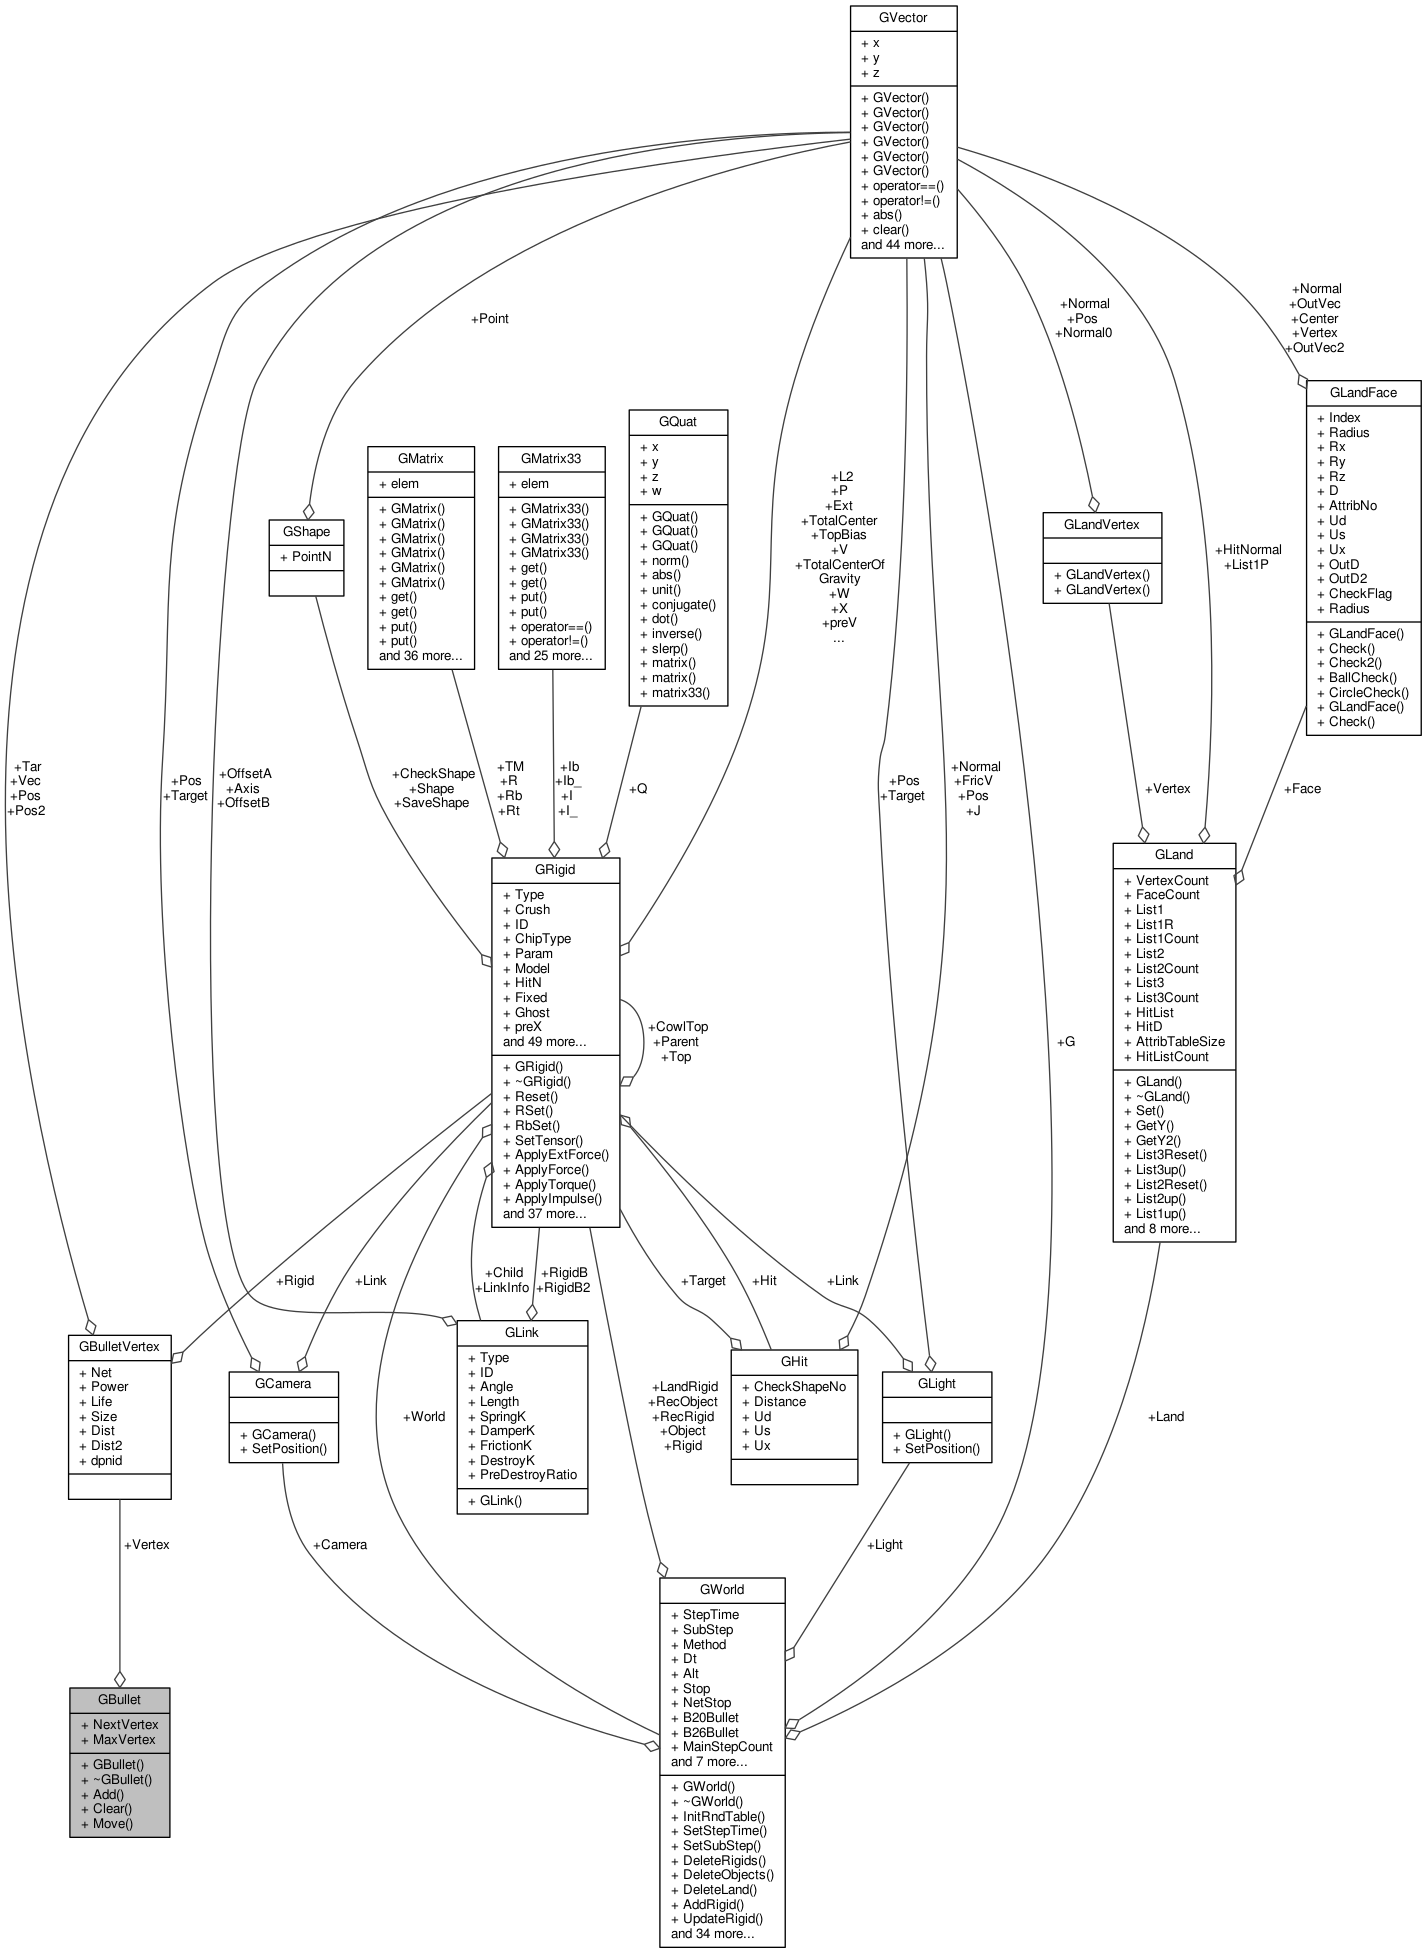 GVector
+ x
+ y
+ z
+ GVector()
+ GVector()
+ GVector()
+ GVector()
+ GVector()
+ GVector()
+ operator==()
+ operator!=()
+ abs()
+ clear()
and 44 more...
+Point
+Normal
+Pos
+Normal0
+Normal
+OutVec
+Center
+Vertex
+OutVec2
GLandFace
+ Index
+ Radius
+ Rx
+ Ry
+ Rz
+ D
+ AttribNo
+ Ud
+ Us
+ Ux
+ OutD
+ OutD2
+ CheckFlag
+ Radius
+ GLandFace()
+ Check()
+ Check2()
+ BallCheck()
+ CircleCheck()
+ GLandFace()
+ Check()
GQuat
+ x
+ y
+ z
+ w
+ GQuat()
+ GQuat()
+ GQuat()
+ norm()
+ abs()
+ unit()
+ conjugate()
+ dot()
+ inverse()
+ slerp()
+ matrix()
+ matrix()
+ matrix33()
GMatrix
+ elem
+ GMatrix()
+ GMatrix()
+ GMatrix()
+ GMatrix()
+ GMatrix()
+ GMatrix()
+ get()
+ get()
+ put()
+ put()
and 36 more...
GMatrix33
+ elem
+ GMatrix33()
+ GMatrix33()
+ GMatrix33()
+ GMatrix33()
+ get()
+ get()
+ put()
+ put()
+ operator==()
+ operator!=()
and 25 more...
GShape
+ PointN
+L2
+P
+Ext
+TotalCenter
+TopBias
+V
+TotalCenterOf
Gravity
+W
+X
+preV
...
GLandVertex
+ GLandVertex()
+ GLandVertex()
+HitNormal
+List1P
+Tar
+Vec
+Pos
+Pos2
+Pos
+Target
+OffsetA
+Axis
+OffsetB
+CheckShape
+Shape
+SaveShape
+TM
+R
+Rb
+Rt
+Ib
+Ib_
+I
+I_
+Q
+Pos
+Target
+Normal
+FricV
+Pos
+J
+Vertex
+Face
GRigid
+ Type
+ Crush
+ ID
+ ChipType
+ Param
+ Model
+ HitN
+ Fixed
+ Ghost
+ preX
and 49 more...
+ GRigid()
+ ~GRigid()
+ Reset()
+ RSet()
+ RbSet()
+ SetTensor()
+ ApplyExtForce()
+ ApplyForce()
+ ApplyTorque()
+ ApplyImpulse()
and 37 more...
+CowlTop
+Parent
+Top
+G
GLand
+ VertexCount
+ FaceCount
+ List1
+ List1R
+ List1Count
+ List2
+ List2Count
+ List3
+ List3Count
+ HitList
+ HitD
+ AttribTableSize
+ HitListCount
+ GLand()
+ ~GLand()
+ Set()
+ GetY()
+ GetY2()
+ List3Reset()
+ List3up()
+ List2Reset()
+ List2up()
+ List1up()
and 8 more...
+Rigid
+Link
+Child
+LinkInfo
+RigidB
+RigidB2
+Target
+Hit
+Link
GBulletVertex
+ Net
+ Power
+ Life
+ Size
+ Dist
+ Dist2
+ dpnid
GCamera
+ GCamera()
+ SetPosition()
+World
GLink
+ Type
+ ID
+ Angle
+ Length
+ SpringK
+ DamperK
+ FrictionK
+ DestroyK
+ PreDestroyRatio
+ GLink()
+LandRigid
+RecObject
+RecRigid
+Object
+Rigid
GHit
+ CheckShapeNo
+ Distance
+ Ud
+ Us
+ Ux
GLight
+ GLight()
+ SetPosition()
+Land
+Vertex
+Camera
+Light
GWorld
+ StepTime
+ SubStep
+ Method
+ Dt
+ Alt
+ Stop
+ NetStop
+ B20Bullet
+ B26Bullet
+ MainStepCount
and 7 more...
+ GWorld()
+ ~GWorld()
+ InitRndTable()
+ SetStepTime()
+ SetSubStep()
+ DeleteRigids()
+ DeleteObjects()
+ DeleteLand()
+ AddRigid()
+ UpdateRigid()
and 34 more...
GBullet
+ NextVertex
+ MaxVertex
+ GBullet()
+ ~GBullet()
+ Add()
+ Clear()
+ Move()